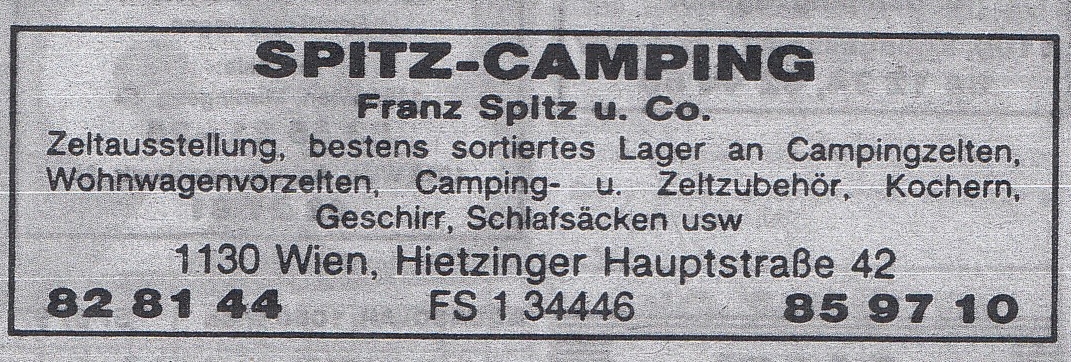 SPITZ-CAMPING
Franz Spitz u. Co.
Zeltausstellung, bestens sortiertes Lager an Campingzelten,
Wohnwagenvorzelten, Camping- u. Zeltzubehör, Kochern,
Geschirr, Schlafsäcken usw
1130 Wien, Hietzinger Hauptstraße 42
82 81 44 FS 1 34446 85 97 10